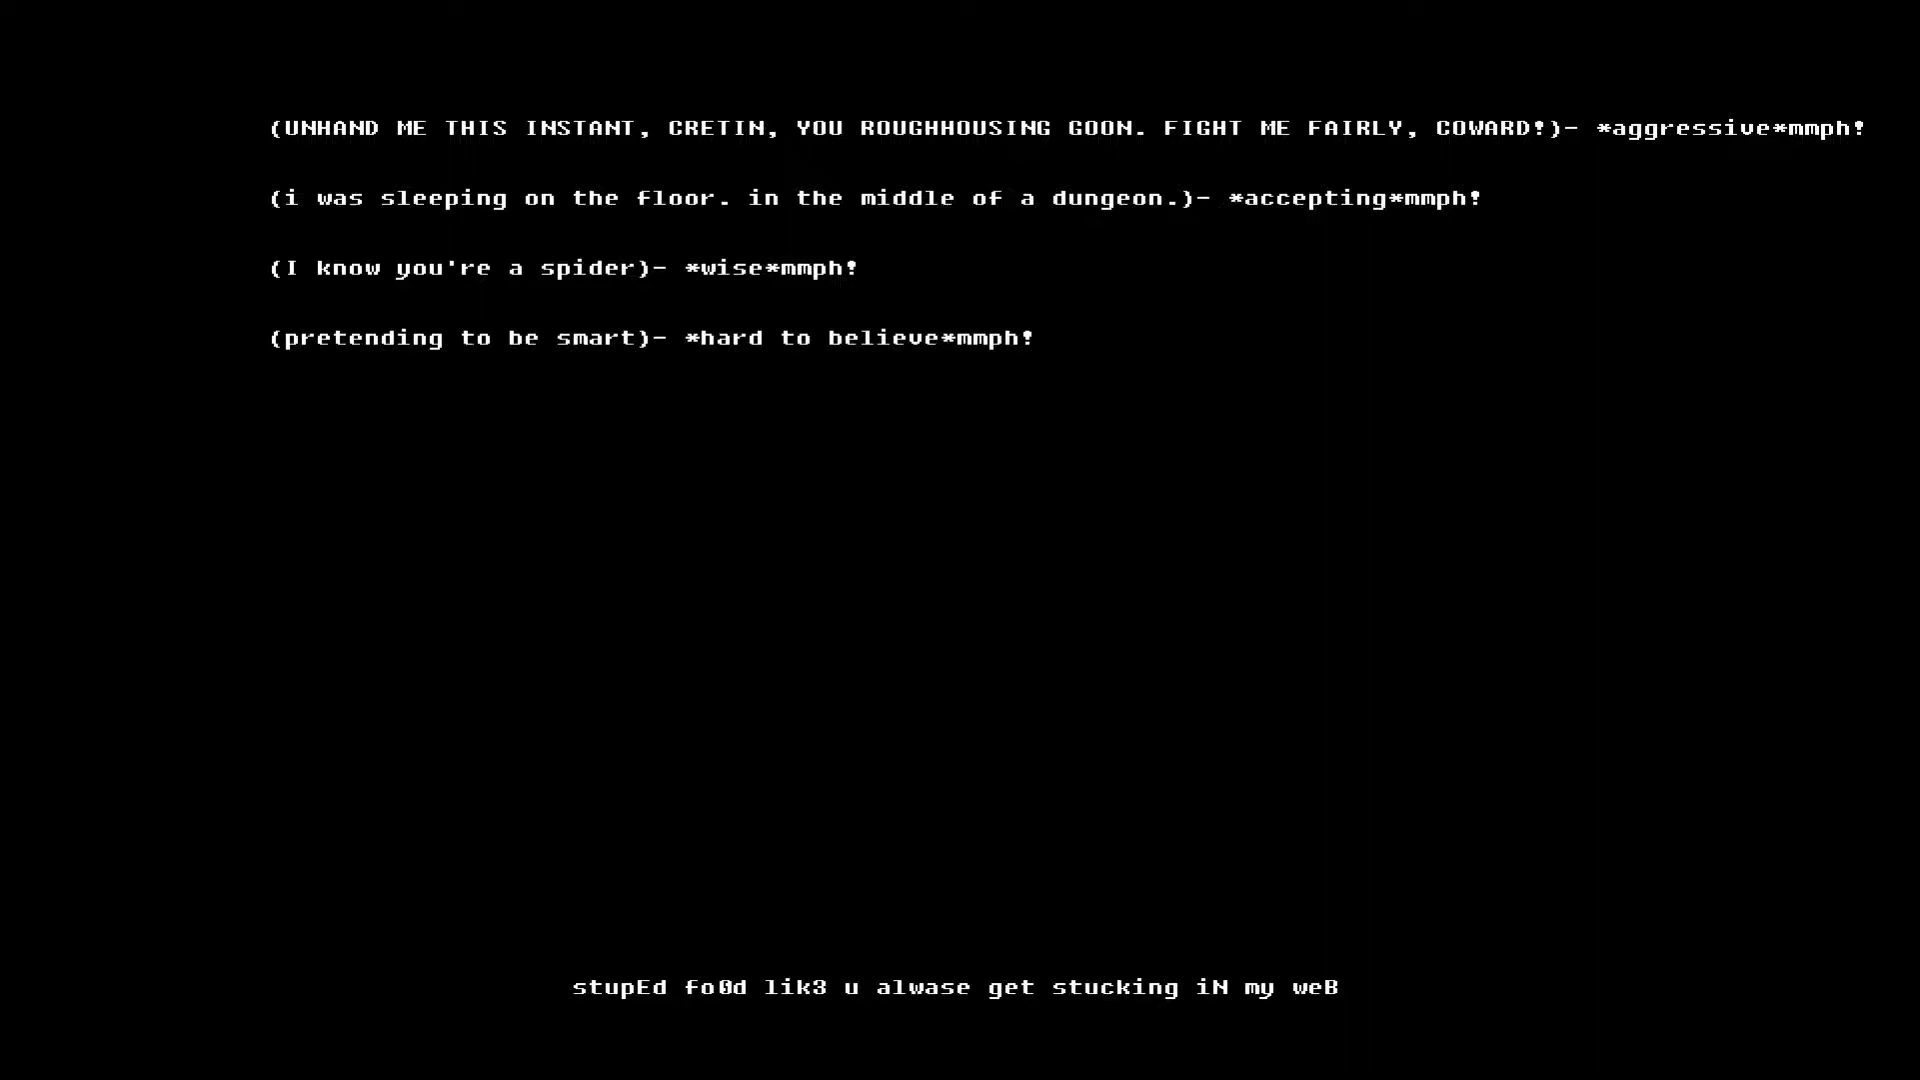 (UNHAND ME THIS INSTANT, CRETIN, YOU ROUGHHOUSING GOON. FIGHT ME FAIRLY, COWARD!)- *aggressive*mmph!
(i was sleeping on the floor. in the middle of a dungeon.)- *accepting*mmph!
(I know you're a spider)- *wise*mmph!
(pretending to be smart)- *hard to believe*mmph!
stupEd fo0d lik3 u alwase get stucking iN my weB